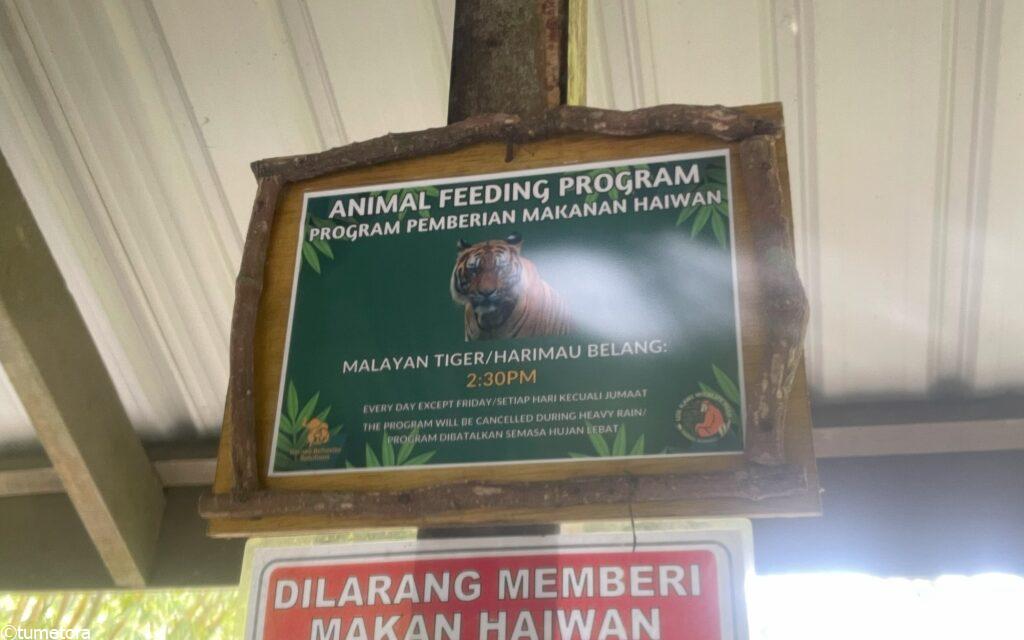 ANIMAL FEEDING PROGRAM
PROGRAM PEMBERIAN MAKANAN HAIWAN
MALAYAN TIGER/HARIMAU BELANG:
2:30PM
EVERY DAY EXCEPT FRIDAY/SETIAP HARI KECUALI JUMAAT
THE PROGRAM WILL BE CANCELLED DURING HEAVY RAIN/
PROGRAM DIBATALKAN SEMASA HUJAN LEBAT
DILARANG MEMBERI
MAKAN HAIWAN
©tumetora